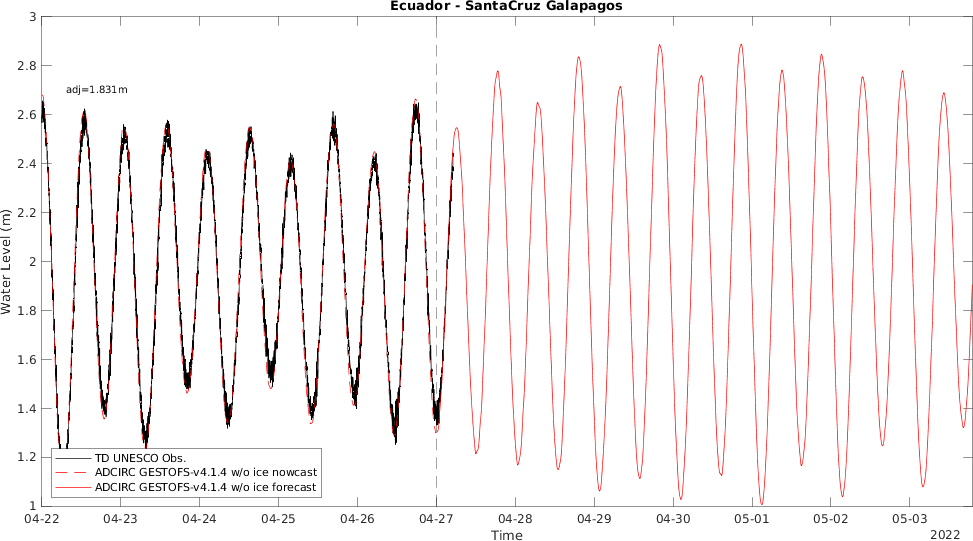 Ecuador - SantaCruz Galapagos
3
2.8
adj=1.831m
2.6
2.4
2.2
2
1.8
1.6
1.4
1.2
1
Water Level (m)
TD UNESCO Obs.
ADCIRC GESTOFS-v4.1.4 w/o ice nowcast
ADCIRC GESTOFS-v4.1.4 w/o ice forecast
04-22 04-23 04-24 04-25 04-26 04-27 04-28 04-29 04-30 05-01 05-02 05-03
Time
2022